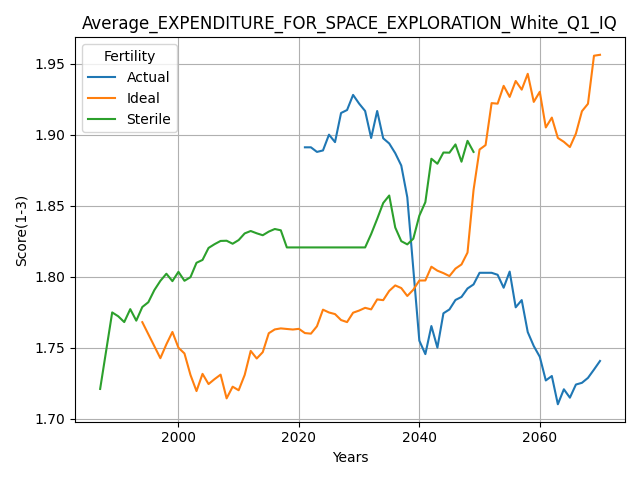 Average_EXPENDITURE_FOR_SPACE_EXPLORATION_White_Q1_IQ
Fertility
Actual
Ideal
Sterile
Score(1-3)
1.95
1.90
1.85
1.80
1.75
1.70
2000
2020
2040
2060
Years